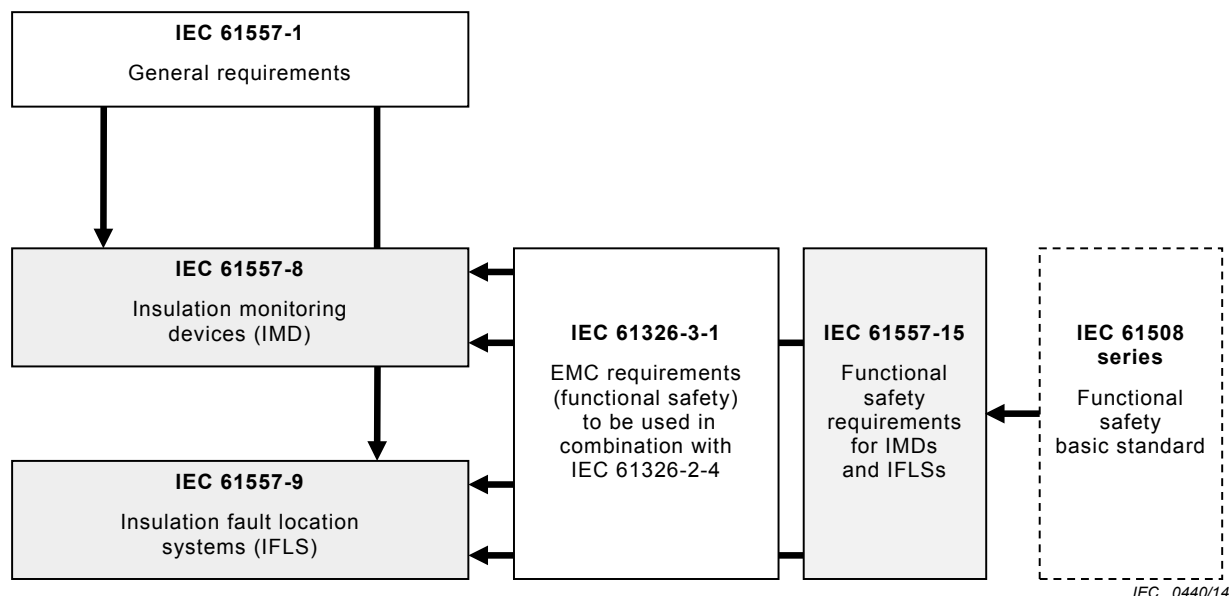 IEC 61557-1
General requirements
IEC 61557-8
Insulation monitoring
devices (IMD)
IEC 61557-9
Insulation fault location
systems (IFLS)
IEC 61326-3-1
EMC requirements
(functional safety)
to be used in
combination with
IEC 61326-2-4
IEC 61557-15
Functional
safety
requirements
for IMDs
and IFLSs
IEC 61508
series
Functional
safety
basic standard
IEC 0440/14